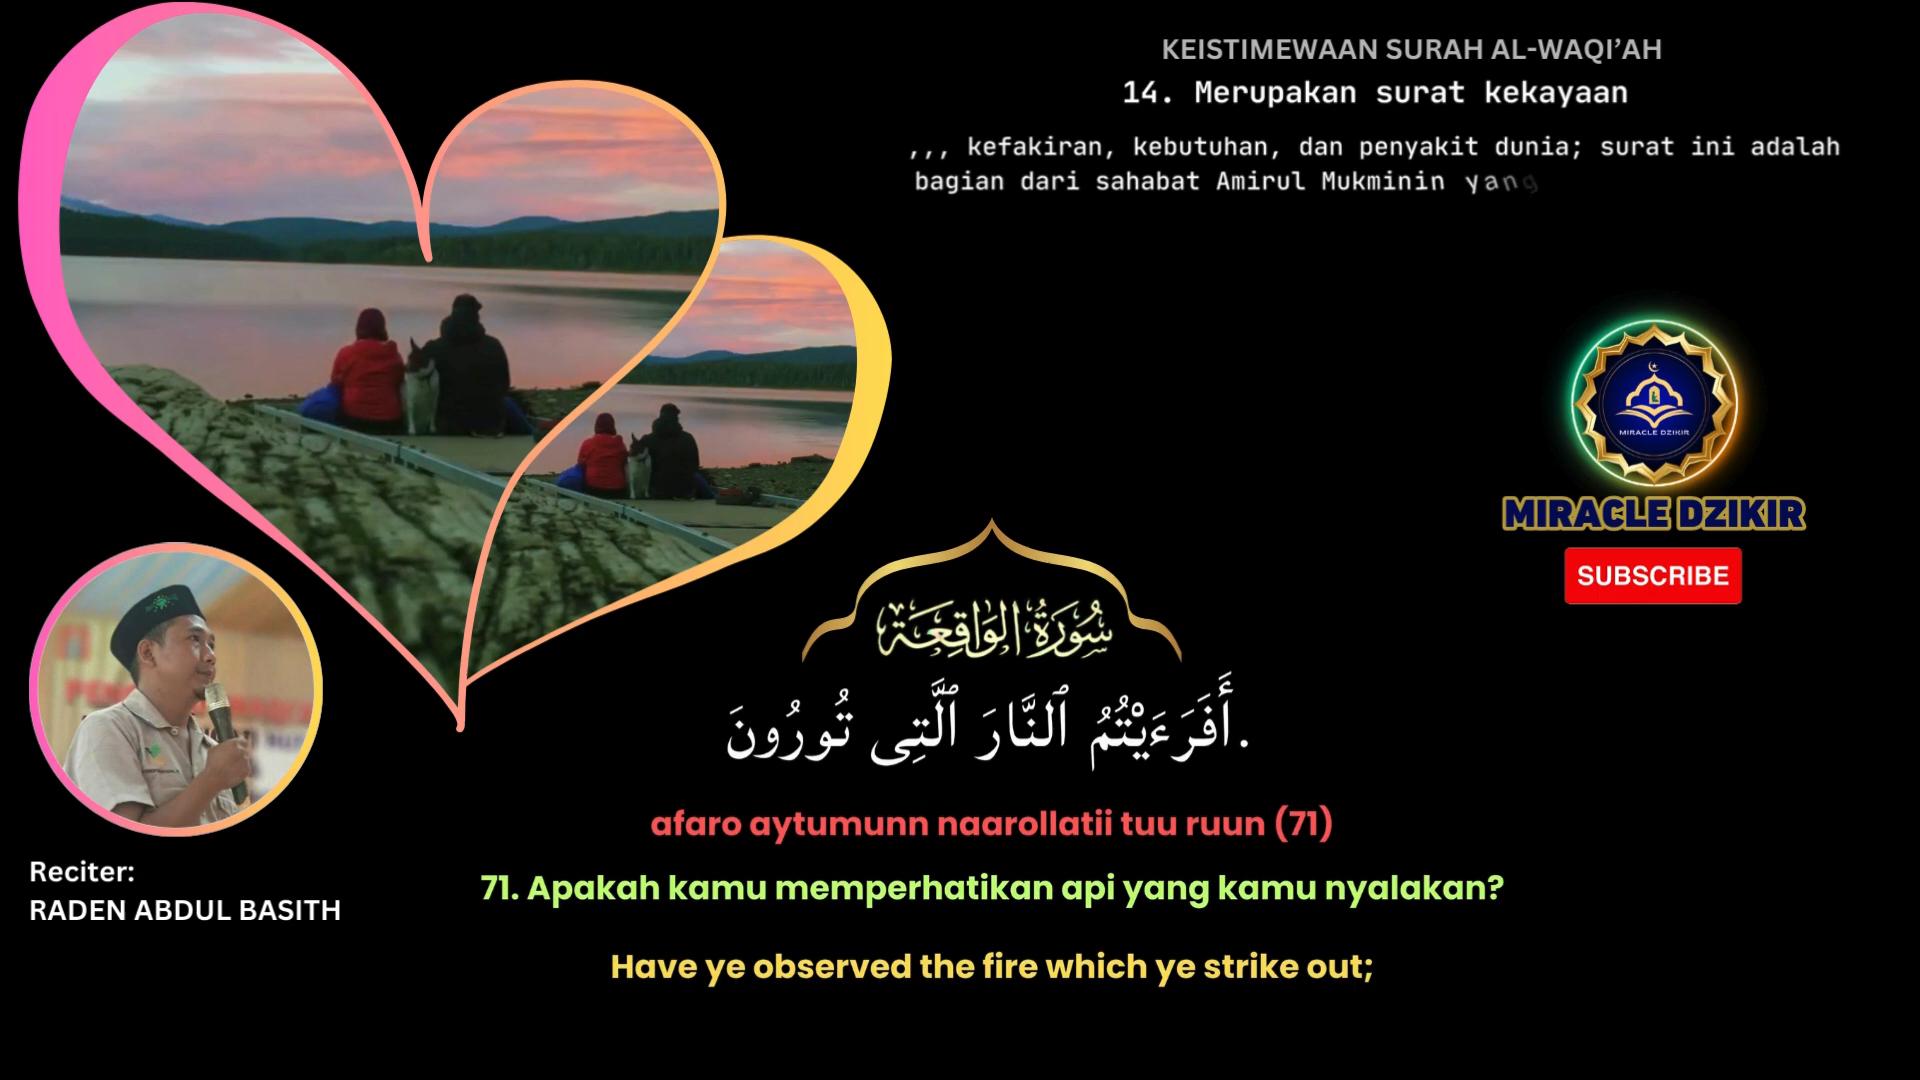 KEISTIMEWAAN SURAH AL-WAQI’AH
14. Merupakan surat kekayaan
,,, kefakiran, kebutuhan, dan penyakit dunia; surat ini adalah
bagian dari sahabat Amirul Mukminin yang
MIRACLE DZIKIR
MIRACLE DZIKIR
SUBSCRIBE
سُورَةُ الوَاقِعَة
أَفَرَءَيْتُمُ ٱلنَّارَ ٱلَّتِى تُورُونَ.
afaro aytumunn naarollatii tuu ruun (71)
71. Apakah kamu memperhatikan api yang kamu nyalakan?
Have ye observed the fire which ye strike out;
Reciter:
RADEN ABDUL BASITH